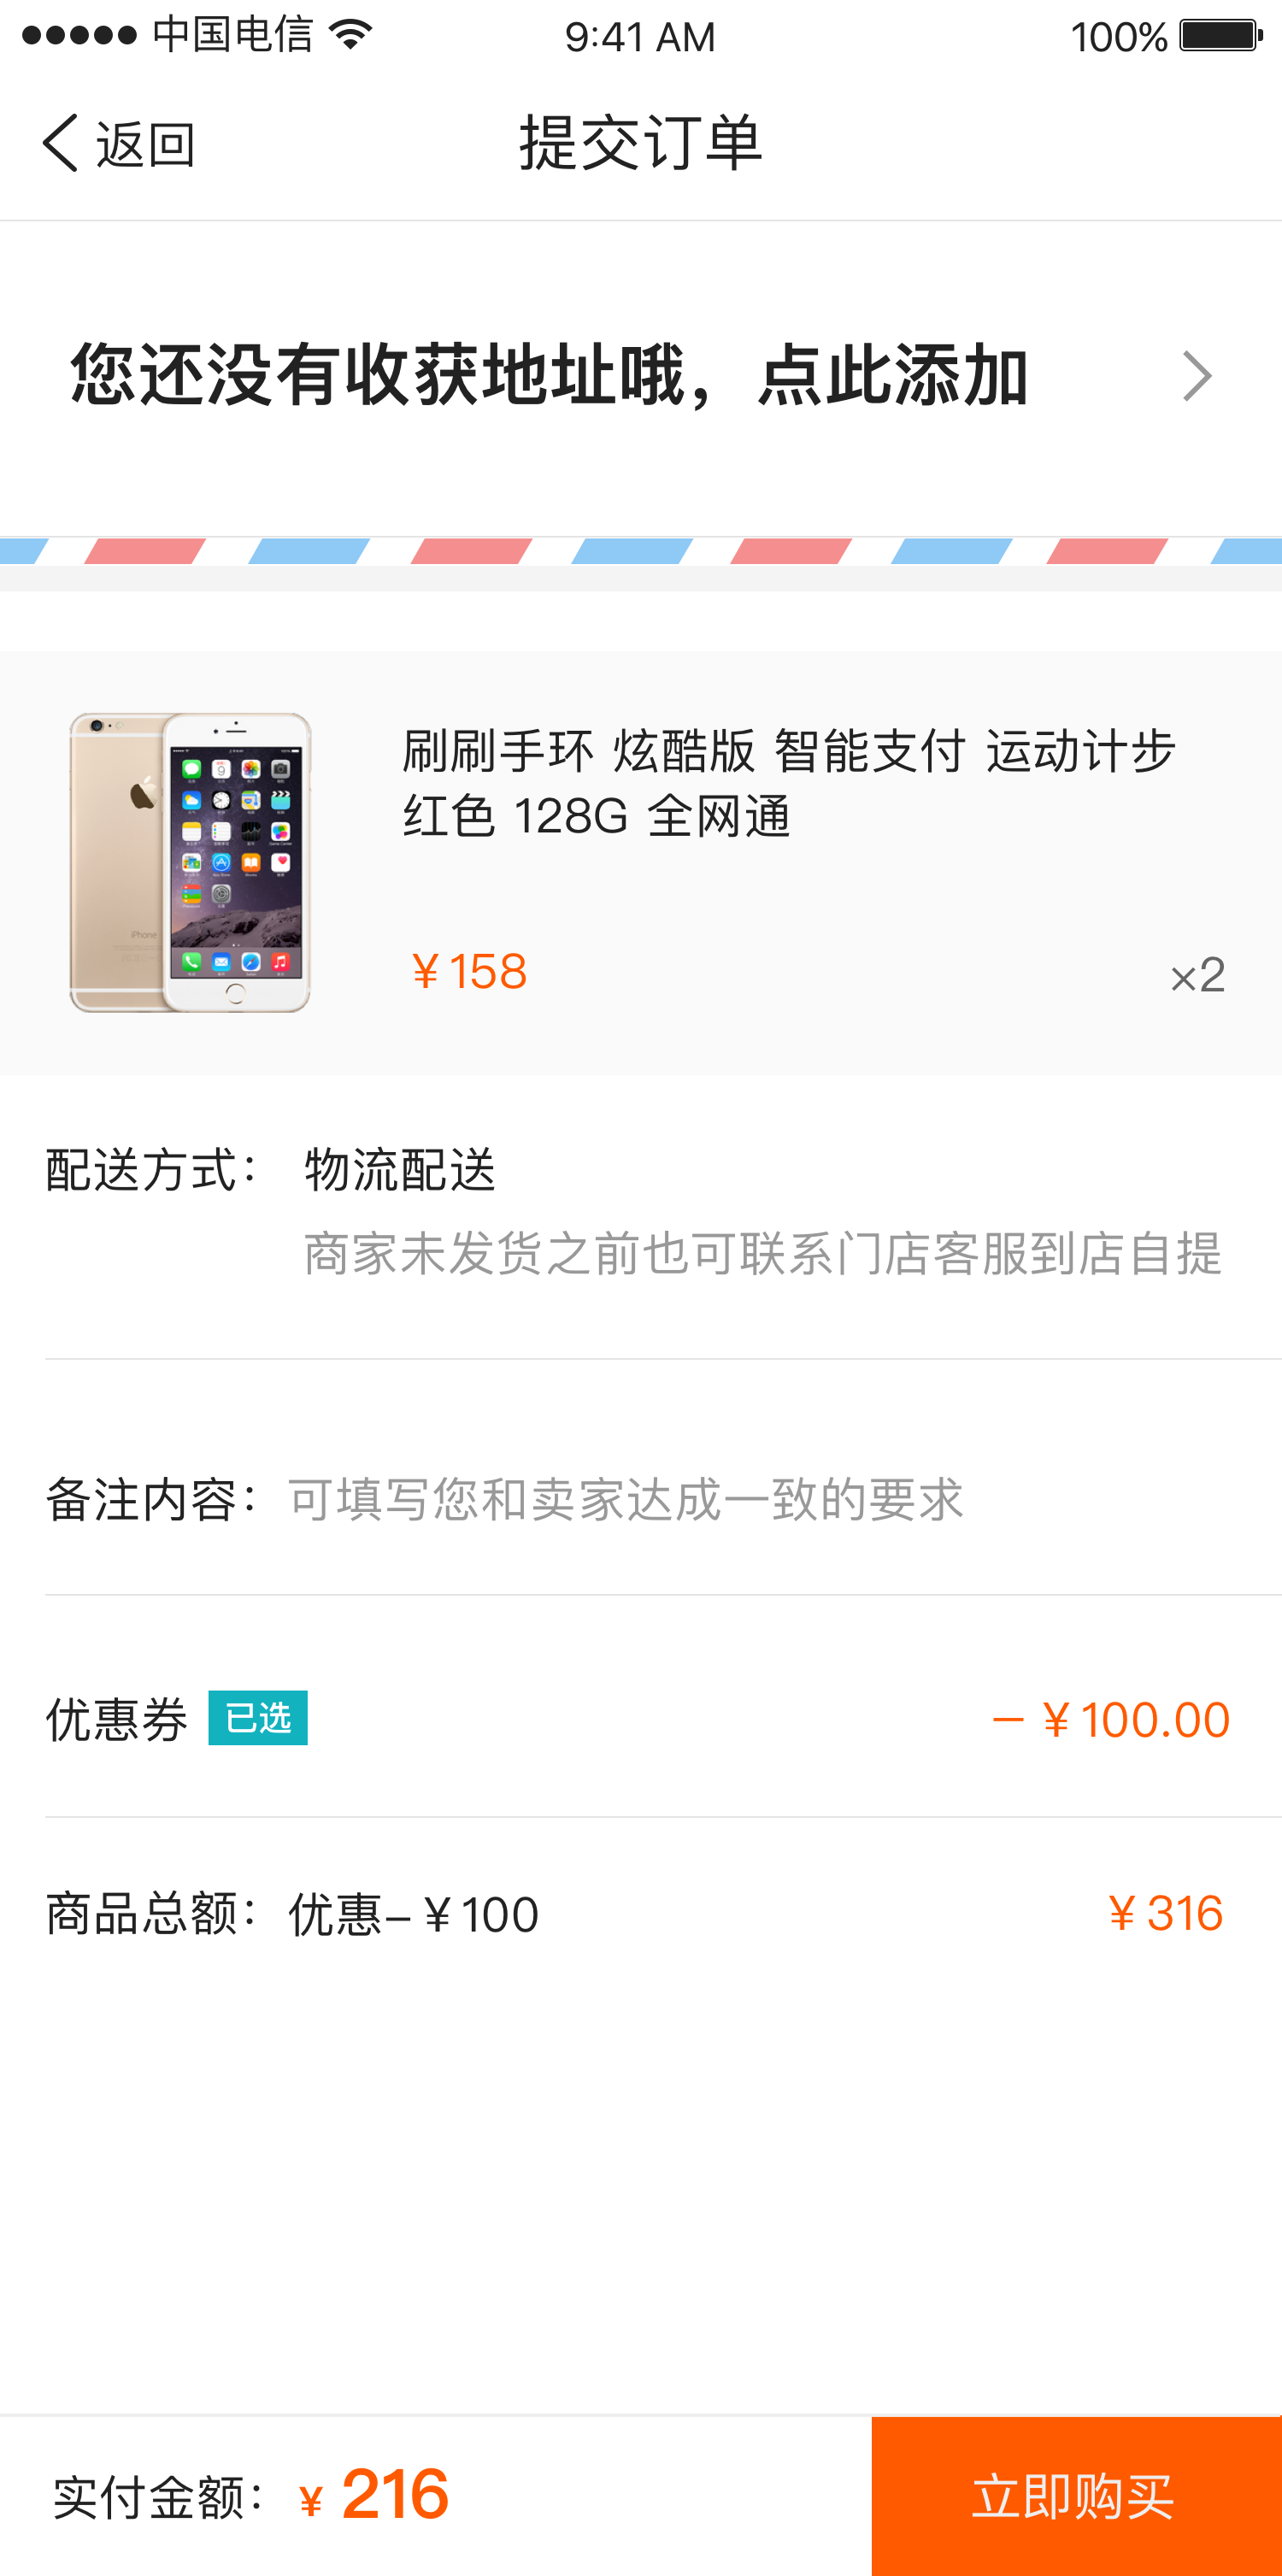 中国电信
9:41 AM
100%
返回
提交订单
您还没有收获地址哦，点此添加
刷刷手环 炫酷版 智能支付 运动计步
红色 128G 全网通
iPhone
¥158
×2
配送方式： 物流配送
商家未发货之前也可联系门店客服到店自提
备注内容： 可填写您和卖家达成一致的要求
优惠券 已选 – ¥100.00
商品总额： 优惠– ¥100 ¥316
实付金额： ¥ 216
立即购买